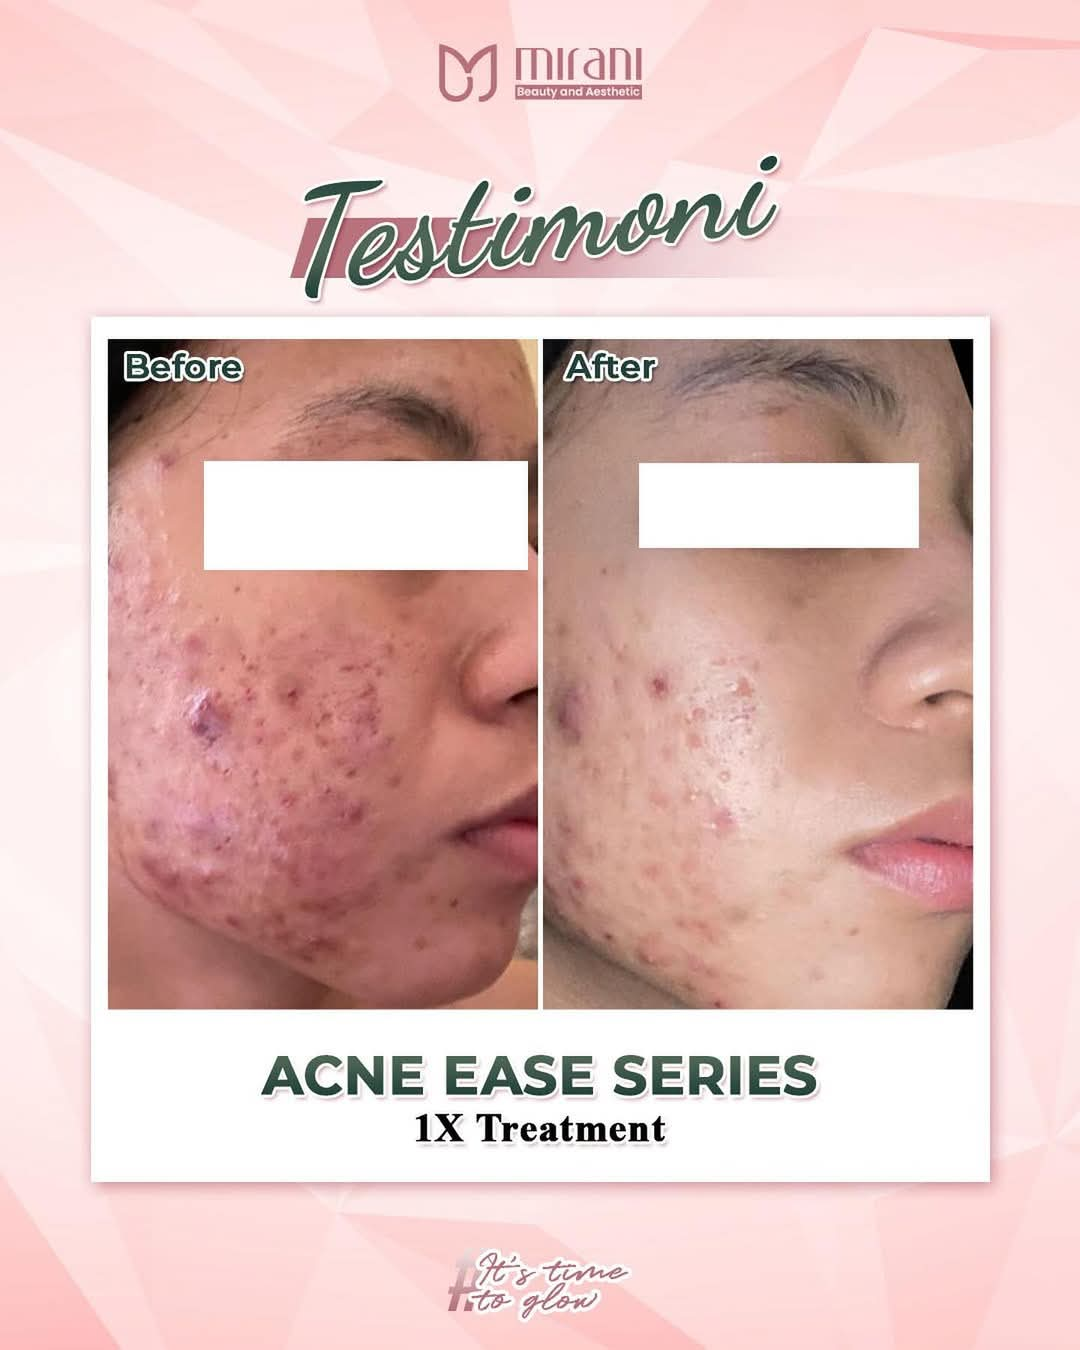 mirani
Beauty and Aesthetic
Testimoni
Before
After
ACNE EASE SERIES
1X Treatment
#It's time
to glow